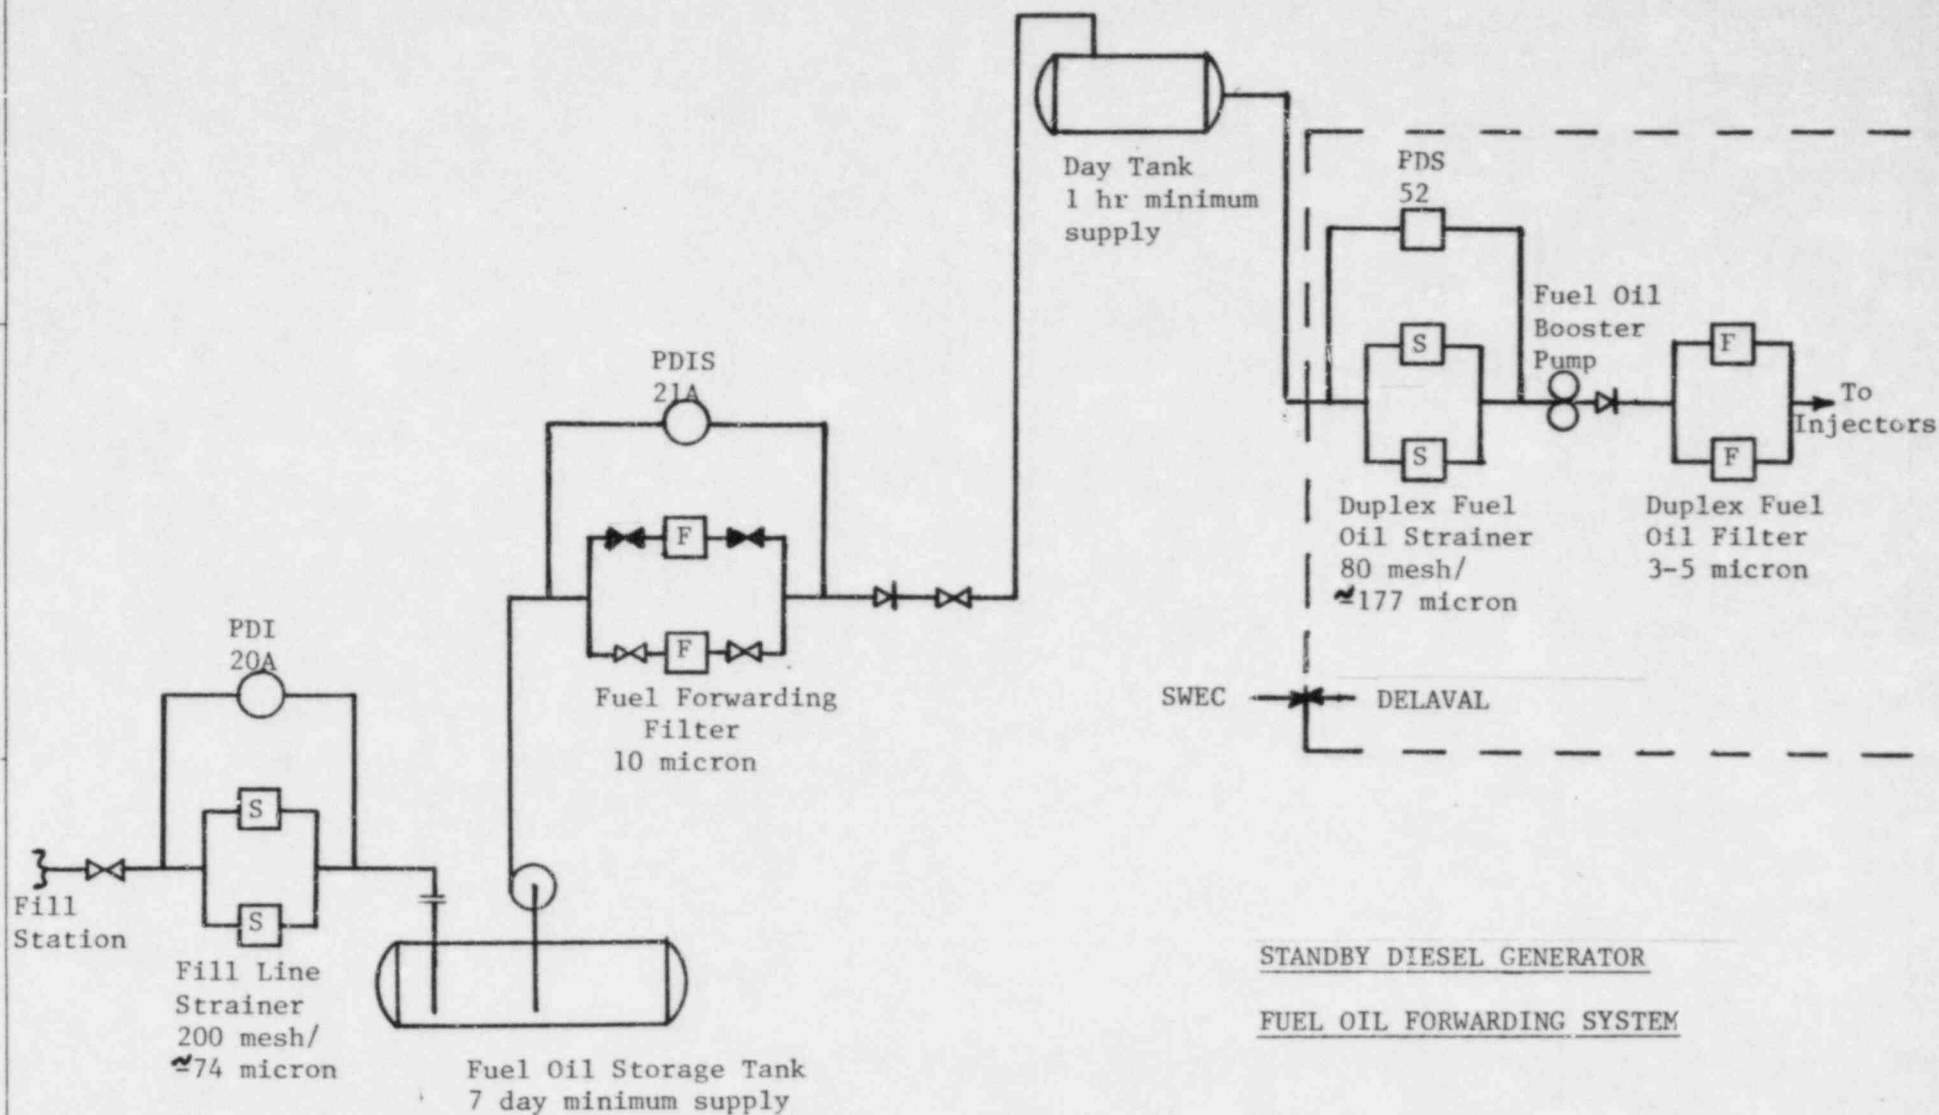 Day Tank
1 hr minimum
supply
PDS
52
Fuel Oil
Booster
Pump
S
S
F
F
To
Injectors
Duplex Fuel
Oil Strainer
80 mesh/
≃177 micron
Duplex Fuel
Oil Filter
3-5 micron
PDIS
21A
F
F
Fuel Forwarding
Filter
10 micron
SWEC
DELAVAL
PDI
20A
S
S
Fill
Station
Fill Line
Strainer
200 mesh/
≃74 micron
Fuel Oil Storage Tank
7 day minimum supply
STANDBY DIESEL GENERATOR
FUEL OIL FORWARDING SYSTEM